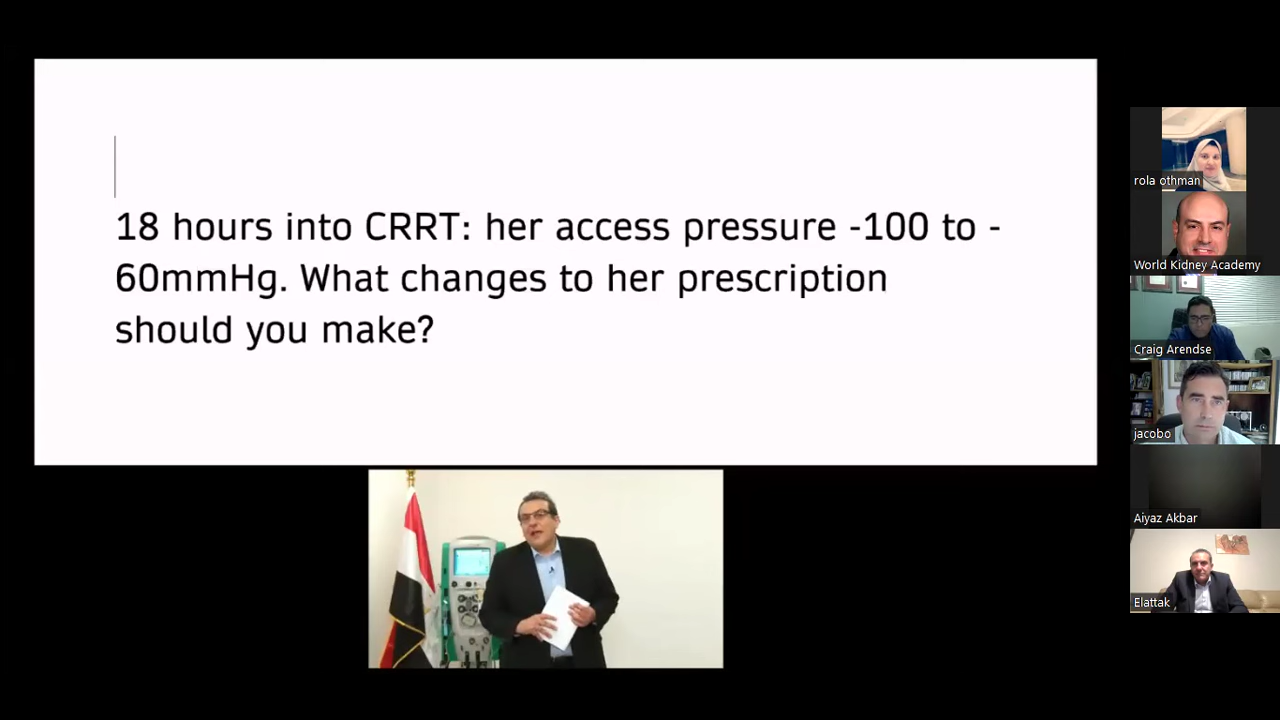 18 hours into CRRT: her access pressure -100 to -
60mmHg. What changes to her prescription
should you make?
rola othman
World Kidney Academy
Craig Arendse
jacobo
Aiyaz Akbar
Elattak